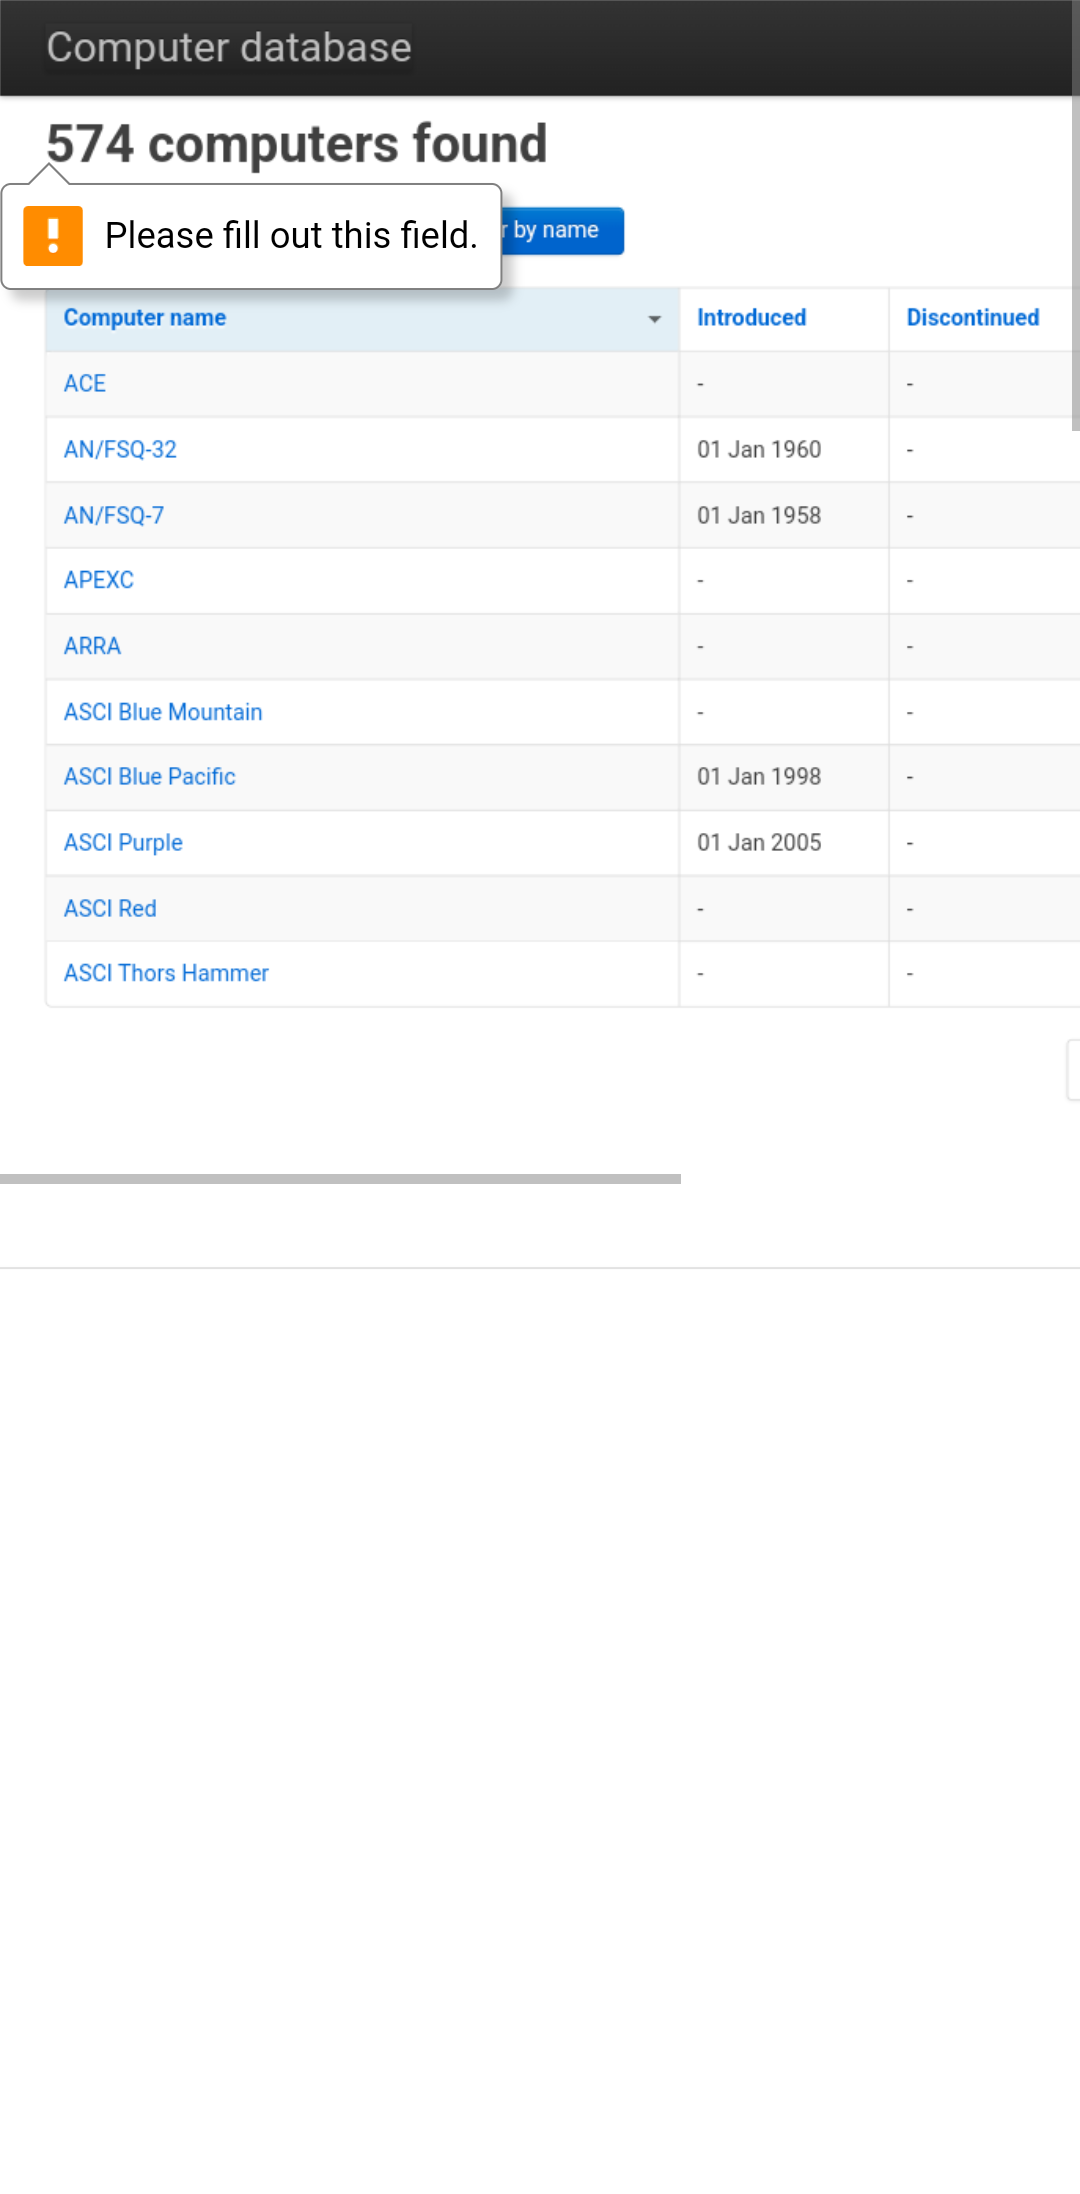 Computer database
574 computers found
Please fill out this field.
by name
Computer name Introduced Discontinued
ACE - -
AN/FSQ-32 01 Jan 1960 -
AN/FSQ-7 01 Jan 1958 -
APEXC - -
ARRA - -
ASCI Blue Mountain - -
ASCI Blue Pacific 01 Jan 1998 -
ASCI Purple 01 Jan 2005 -
ASCI Red - -
ASCI Thors Hammer - -